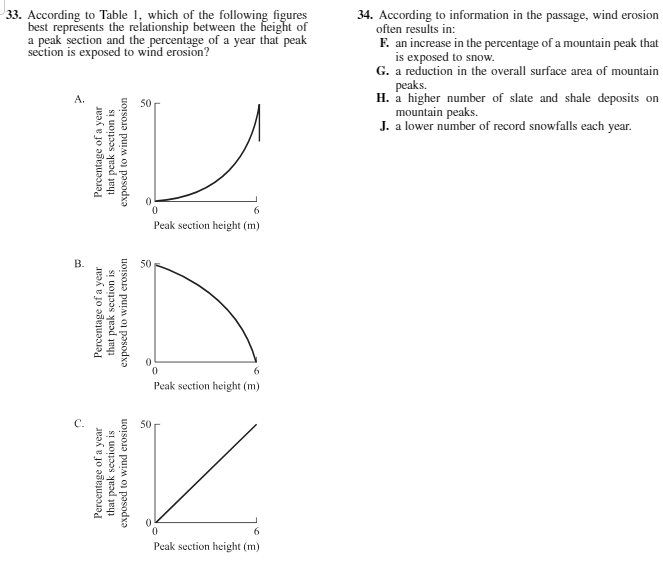 33. According to Table 1, which of the following figures
best represents the relationship between the height of
a peak section and the percentage of a year that peak
section is exposed to wind erosion?
A.
Percentage of a year
that peak section is
exposed to wind erosion
50
0
0
6
Peak section height (m)
B.
Percentage of a year
that peak section is
exposed to wind erosion
50
0
0
6
Peak section height (m)
C.
Percentage of a year
that peak section is
exposed to wind erosion
50
0
0
6
Peak section height (m)
34. According to information in the passage, wind erosion
often results in:
F. an increase in the percentage of a mountain peak that
is exposed to snow.
G. a reduction in the overall surface area of mountain
peaks.
H. a higher number of slate and shale deposits on
mountain peaks.
J. a lower number of record snowfalls each year.